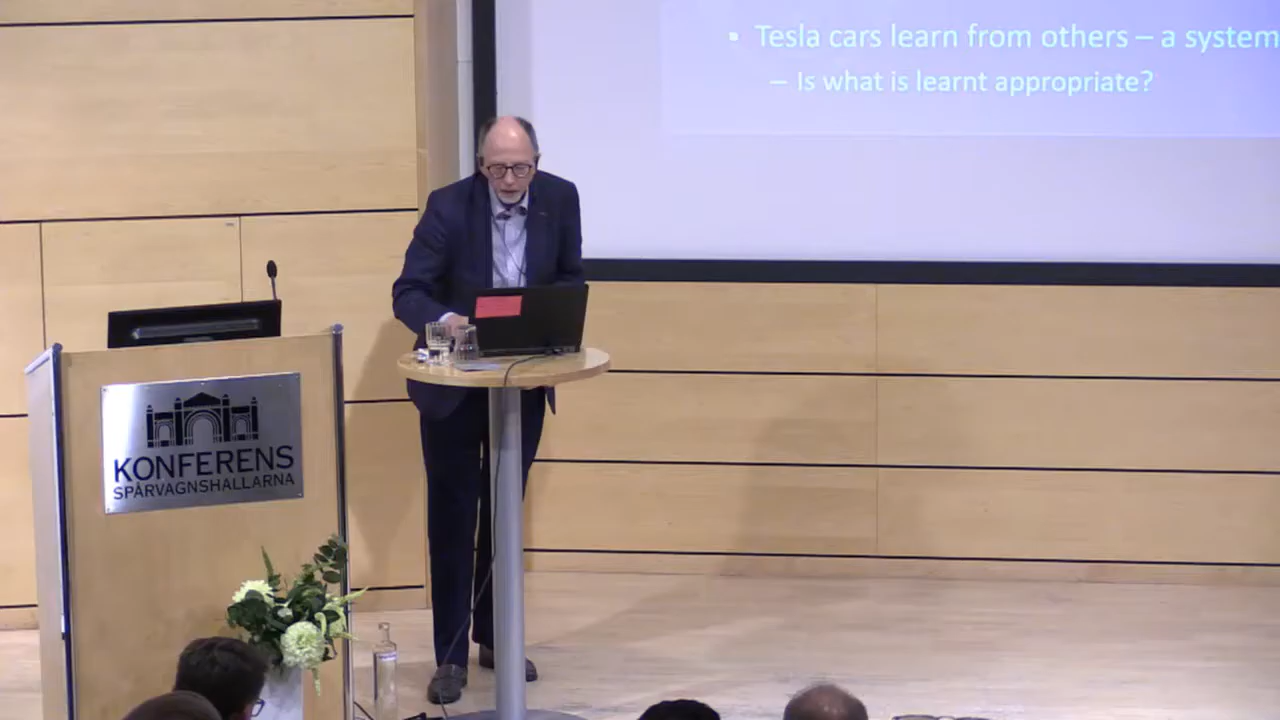 ▪ Tesla cars learn from others – a system
– Is what is learnt appropriate?
KONFERENS
SPÅRVAGNSHALLARNA